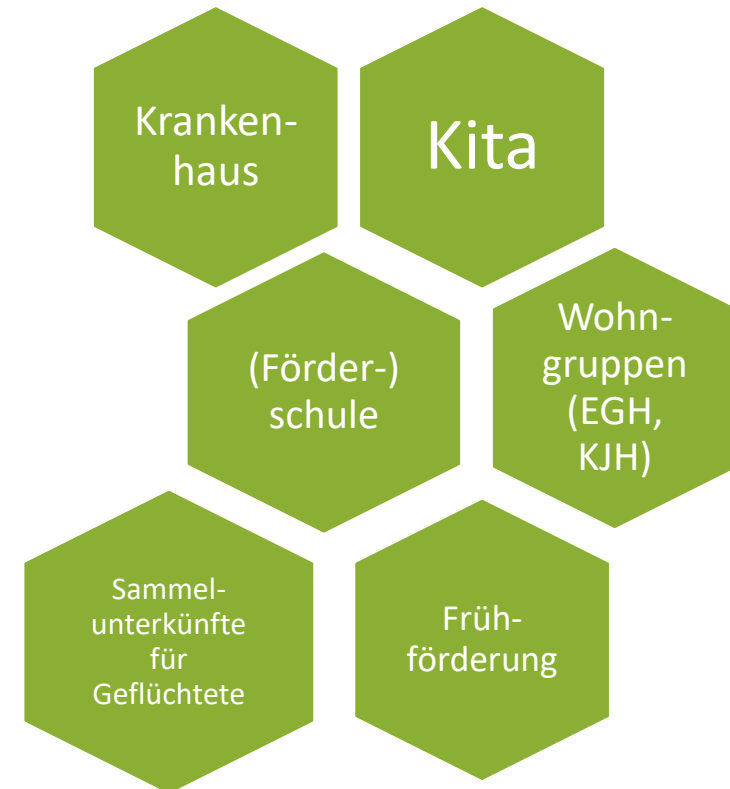 Kranken-
haus
Kita
(Förder-)
schule
Wohn-
gruppen
(EGH,
KJH)
Sammel-
unterkünfte
für
Geflüchtete
Früh-
förderung